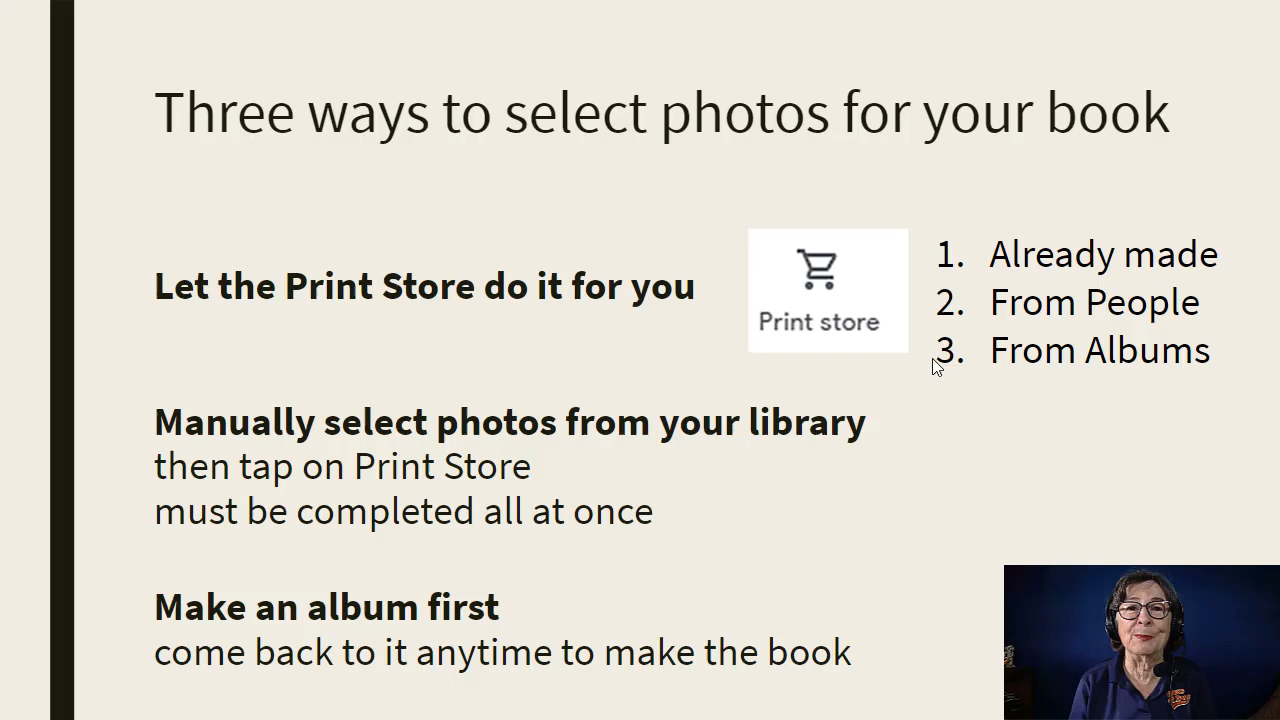 Three ways to select photos for your book
Let the Print Store do it for you
Print store
1. Already made
2. From People
3. From Albums
Manually select photos from your library
then tap on Print Store
must be completed all at once
Make an album first
come back to it anytime to make the book